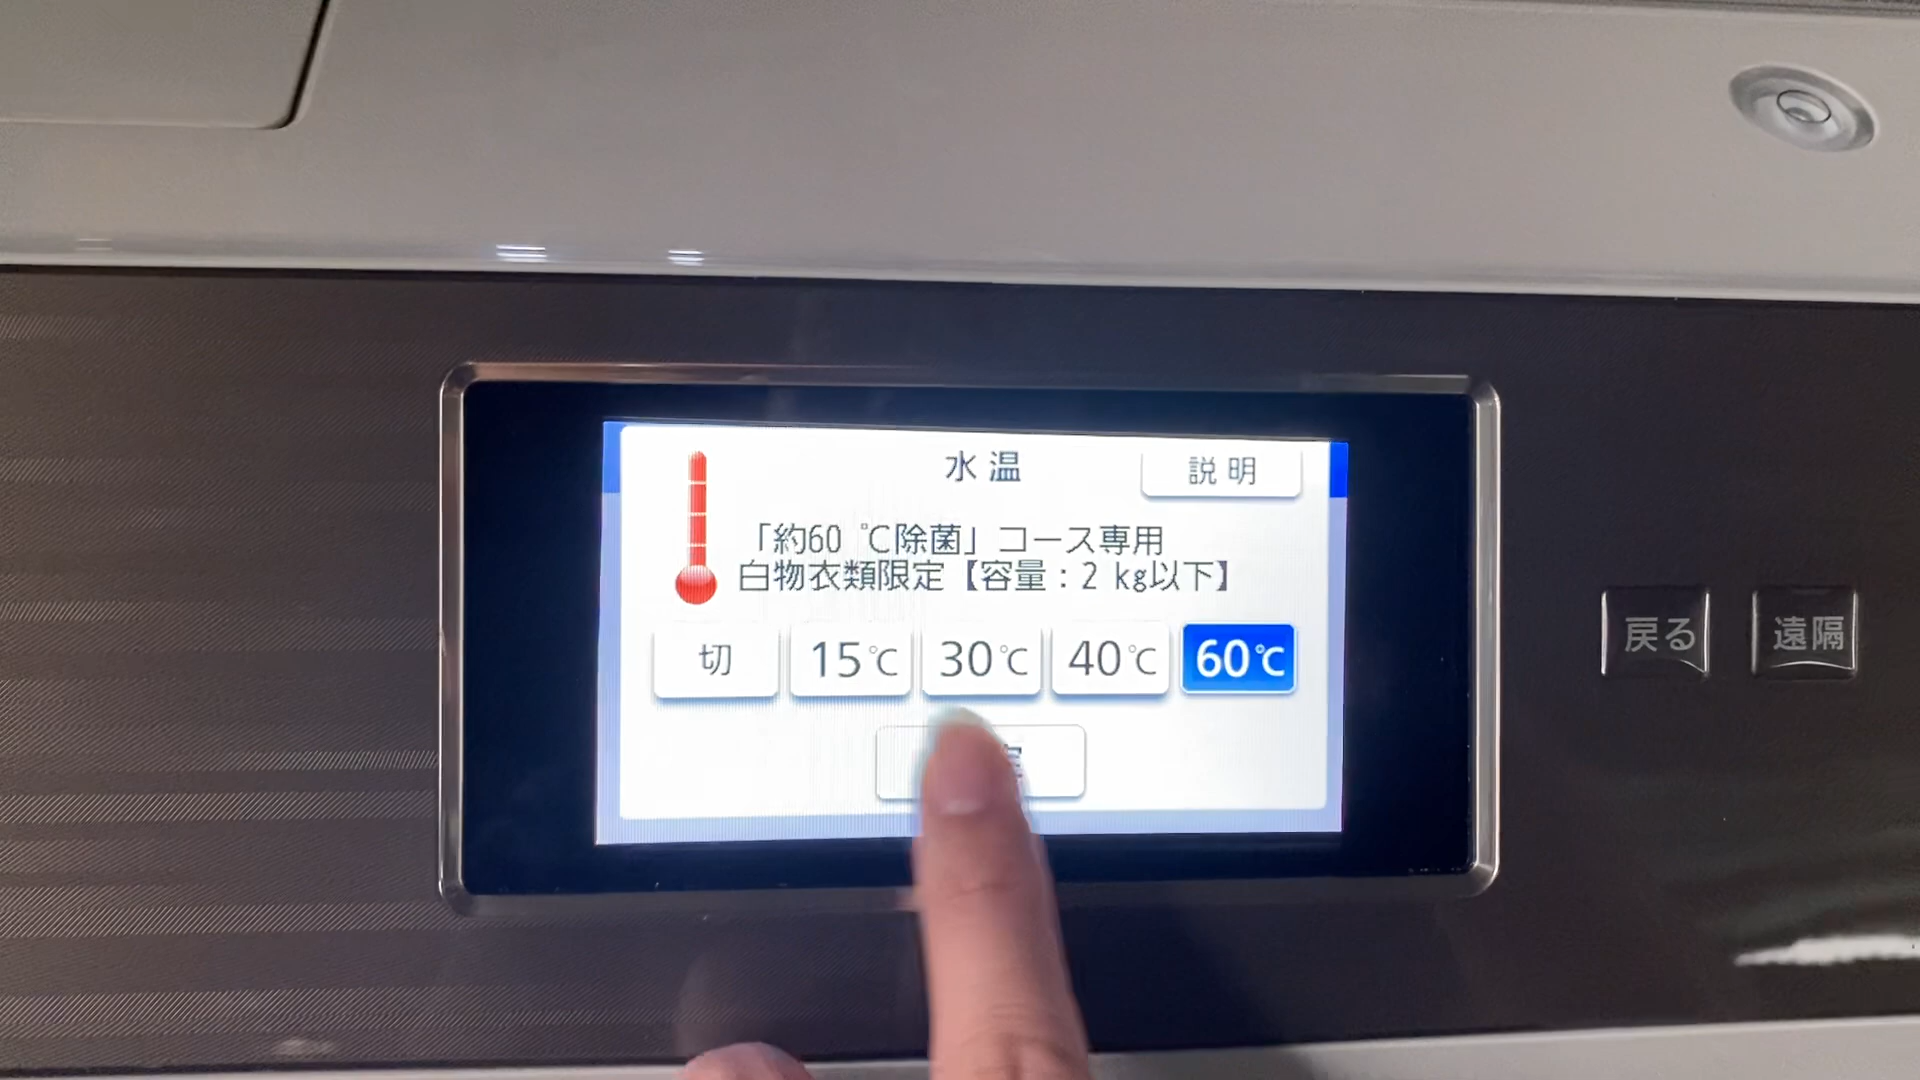 水温
説明
「約60 ℃除菌」コース専用
白物衣類限定【容量：2 kg以下】
切 15℃ 30℃ 40℃ 60℃
戻る 遠隔